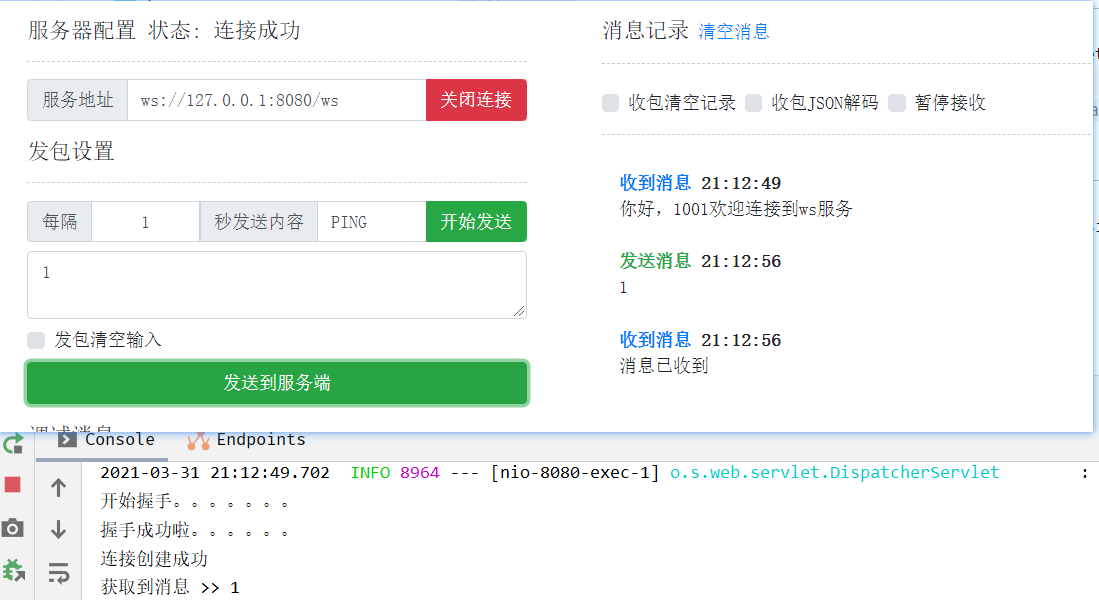 服务器配置 状态: 连接成功
服务地址 ws://127.0.0.1:8080/ws 关闭连接
发包设置
每隔 1 秒发送内容 PING 开始发送
1
发包清空输入
发送到服务端
消息记录 清空消息
收包清空记录 收包JSON解码 暂停接收
收到消息 21:12:49
你好，1001欢迎连接到ws服务
发送消息 21:12:56
1
收到消息 21:12:56
消息已收到
Console Endpoints
2021-03-31 21:12:49.702 INFO 8964 --- [nio-8080-exec-1] o.s.web.servlet.DispatcherServlet :
开始握手。。。。。。。
握手成功啦。。。。。。
连接创建成功
获取到消息 >> 1